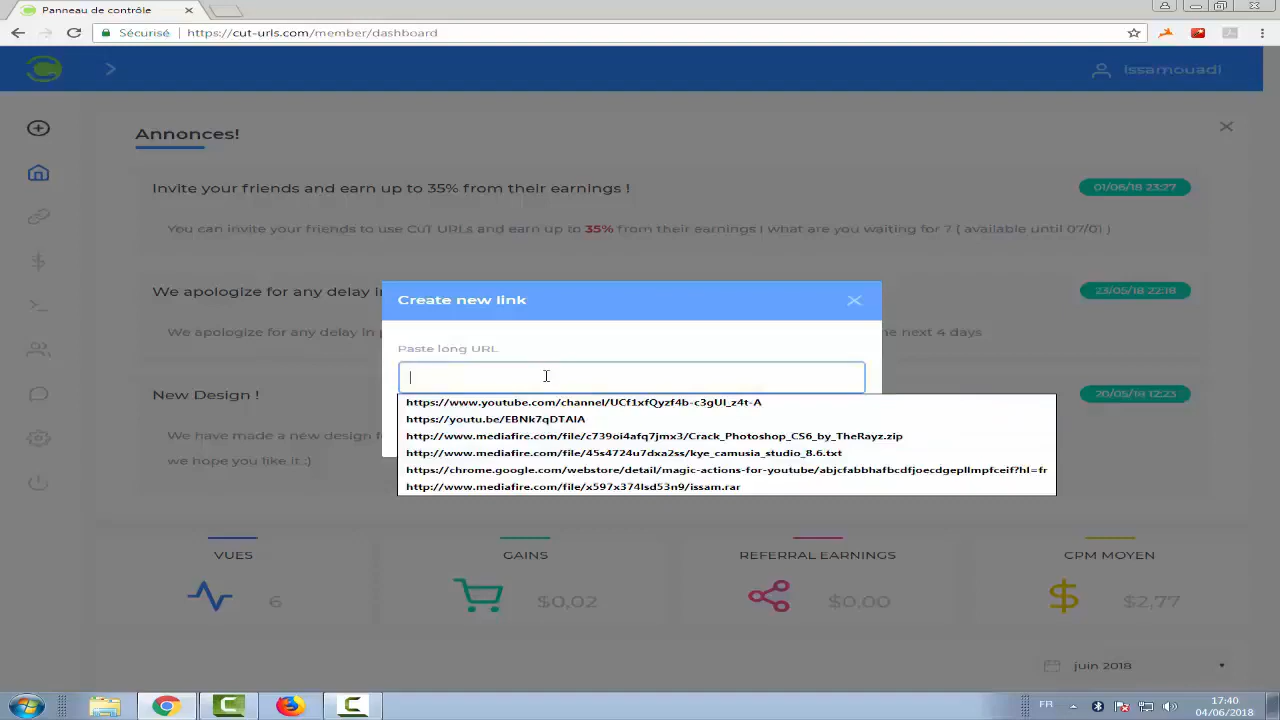 Panneau de contrôle
Sécurisé
https://cut-urls.com/member/dashboard
Issamouadi
Annonces!
Invite your friends and earn up to 35% from their earnings !
01/06/18 23:27
You can invite your friends to use CUT URLs and earn up to 35% from their earnings ! what are you waiting for ? ( available until 07/0) )
We apologize for any delay in
23/05/18 22:18
We apologize for any delay in
the next 4 days
New Design !
20/05/18 12:23
We have made a new design
we hope you like it :)
Create new link
Paste long URL
https://www.youtube.com/channel/UCf1xfQyzf4b-c3gUI_z4t-A
https://youtu.be/EBNk7qDTAIA
http://www.mediafire.com/file/c739oi4afq7jmx3/Crack_Photoshop_CS6_by_TheRayz.zip
http://www.mediafire.com/file/45s4724u7dxa2ss/kye_camusia_studio_8.6.txt
https://chrome.google.com/webstore/detail/magic-actions-for-youtube/abjcfabbhafbcdfjoecdgepllmpfceif?hl=fr
http://www.mediafire.com/file/x597x374lsd53n9/issam.rar
VUES
6
GAINS
$0,02
REFERRAL EARNINGS
$0,00
CPM MOYEN
$2,77
juin 2018
FR
17:40
04/06/2018